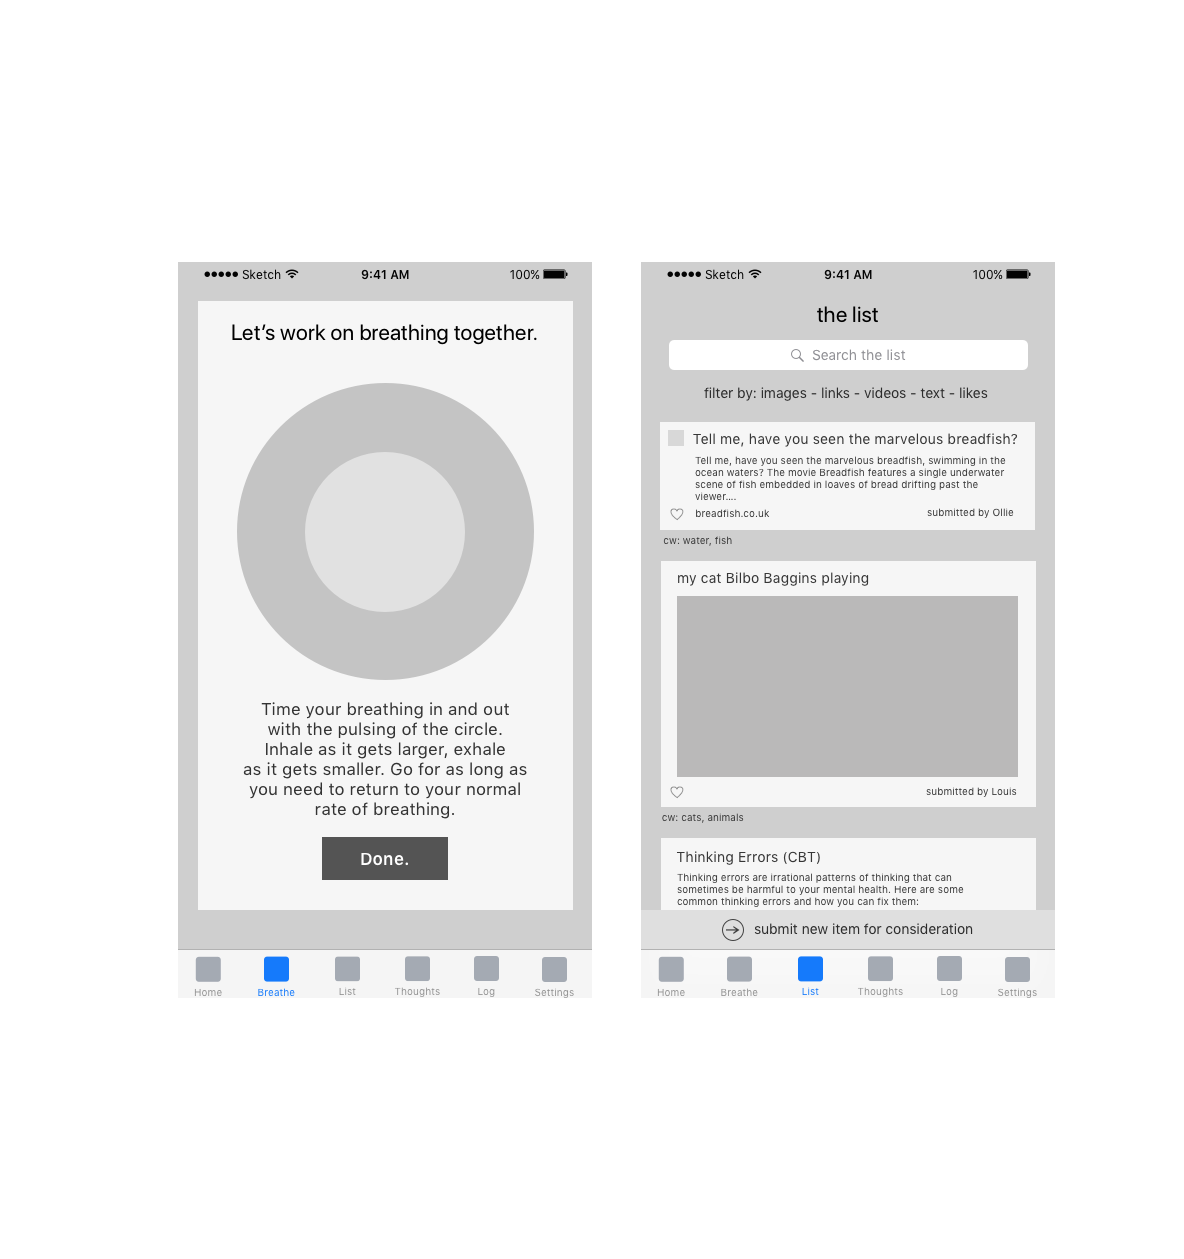 Sketch 9:41 AM 100%
Let’s work on breathing together.
Time your breathing in and out
with the pulsing of the circle.
Inhale as it gets larger, exhale
as it gets smaller. Go for as long as
you need to return to your normal
rate of breathing.
Done.
Home Breathe List Thoughts Log Settings
Sketch 9:41 AM 100%
the list
Search the list
filter by: images - links - videos - text - likes
Tell me, have you seen the marvelous breadfish?
Tell me, have you seen the marvelous breadfish, swimming in the
ocean waters? The movie Breadfish features a single underwater
scene of fish embedded in loaves of bread drifting past the
viewer....
breadfish.co.uk submitted by Ollie
cw: water, fish
my cat Bilbo Baggins playing
submitted by Louis
cw: cats, animals
Thinking Errors (CBT)
Thinking errors are irrational patterns of thinking that can
sometimes be harmful to your mental health. Here are some
common thinking errors and how you can fix them:
submit new item for consideration
Home Breathe List Thoughts Log Settings